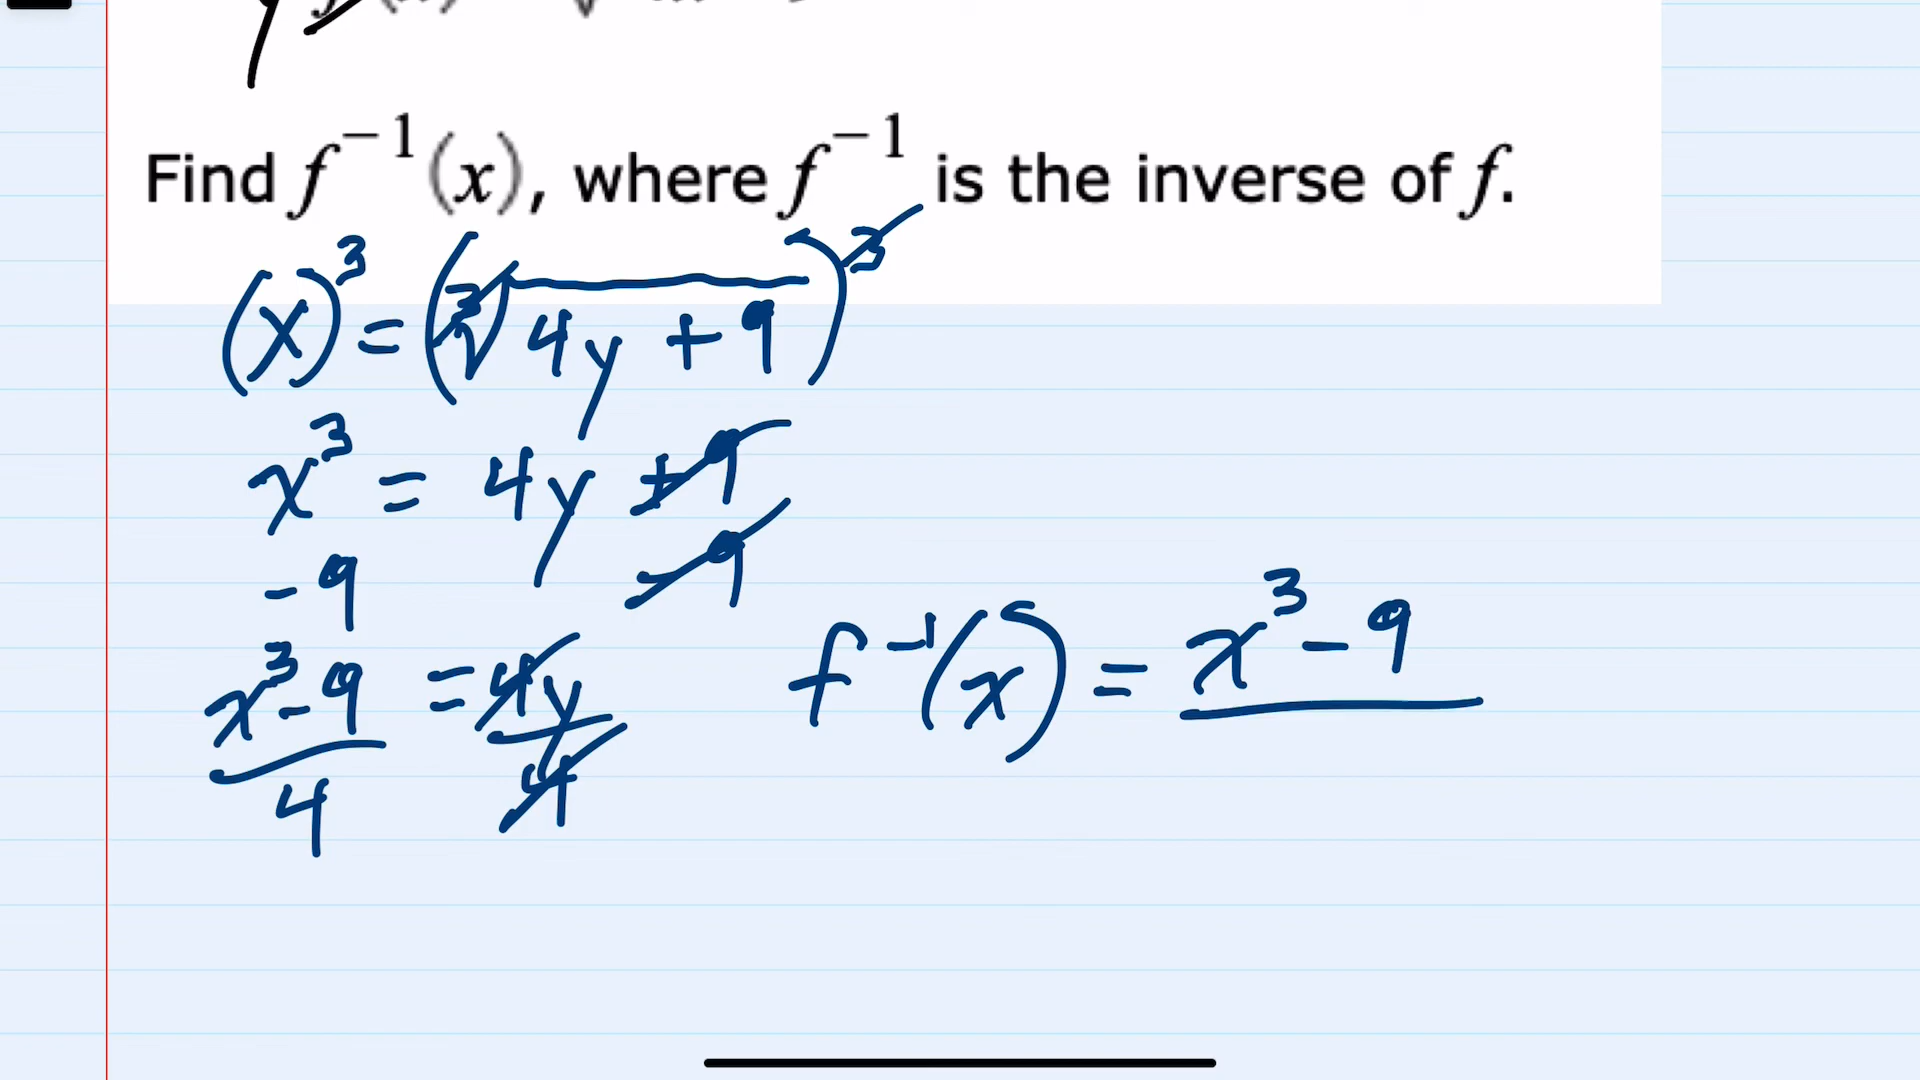 Find f⁻¹(x), where f⁻¹ is the inverse of f.
(x)³ = (∛(4y + 9))³
x³ = 4y + 9
- 9 - 9
x³ - 9 = 4y
4 4
f⁻¹(x) = x³ - 9